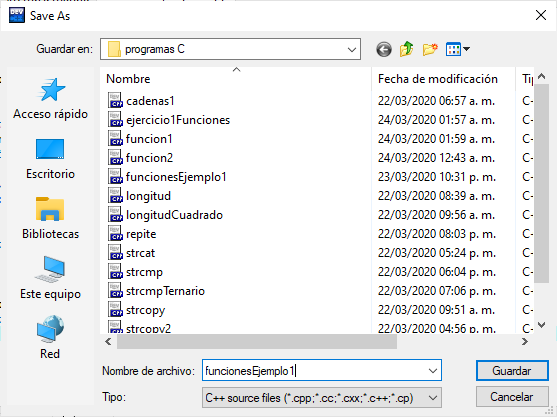 Save As
Guardar en: programas C
Nombre Fecha de modificación Tip
cadenas1 22/03/2020 06:57 a. m. C-
ejercicio1Funciones 24/03/2020 01:57 a. m. C-
funcion1 24/03/2020 01:59 a. m. C-
funcion2 24/03/2020 12:43 a. m. C-
funcionesEjemplo1 23/03/2020 10:31 p. m. C-
longitud 22/03/2020 08:39 a. m. C-
longitudCuadrado 22/03/2020 09:56 a. m. C-
repite 22/03/2020 08:03 p. m. C-
strcat 22/03/2020 05:24 p. m. C-
strcmp 22/03/2020 06:04 p. m. C-
strcmpTernario 22/03/2020 07:06 p. m. C-
strcopy 22/03/2020 09:51 a. m. C-
strcopy2 22/03/2020 04:56 p. m. C-
Acceso rápido
Escritorio
Bibliotecas
Este equipo
Red
Nombre de archivo: funcionesEjemplo1 Guardar
Tipo: C++ source files (*.cpp;*.cc;*.cxx;*.c++;*.cp) Cancelar